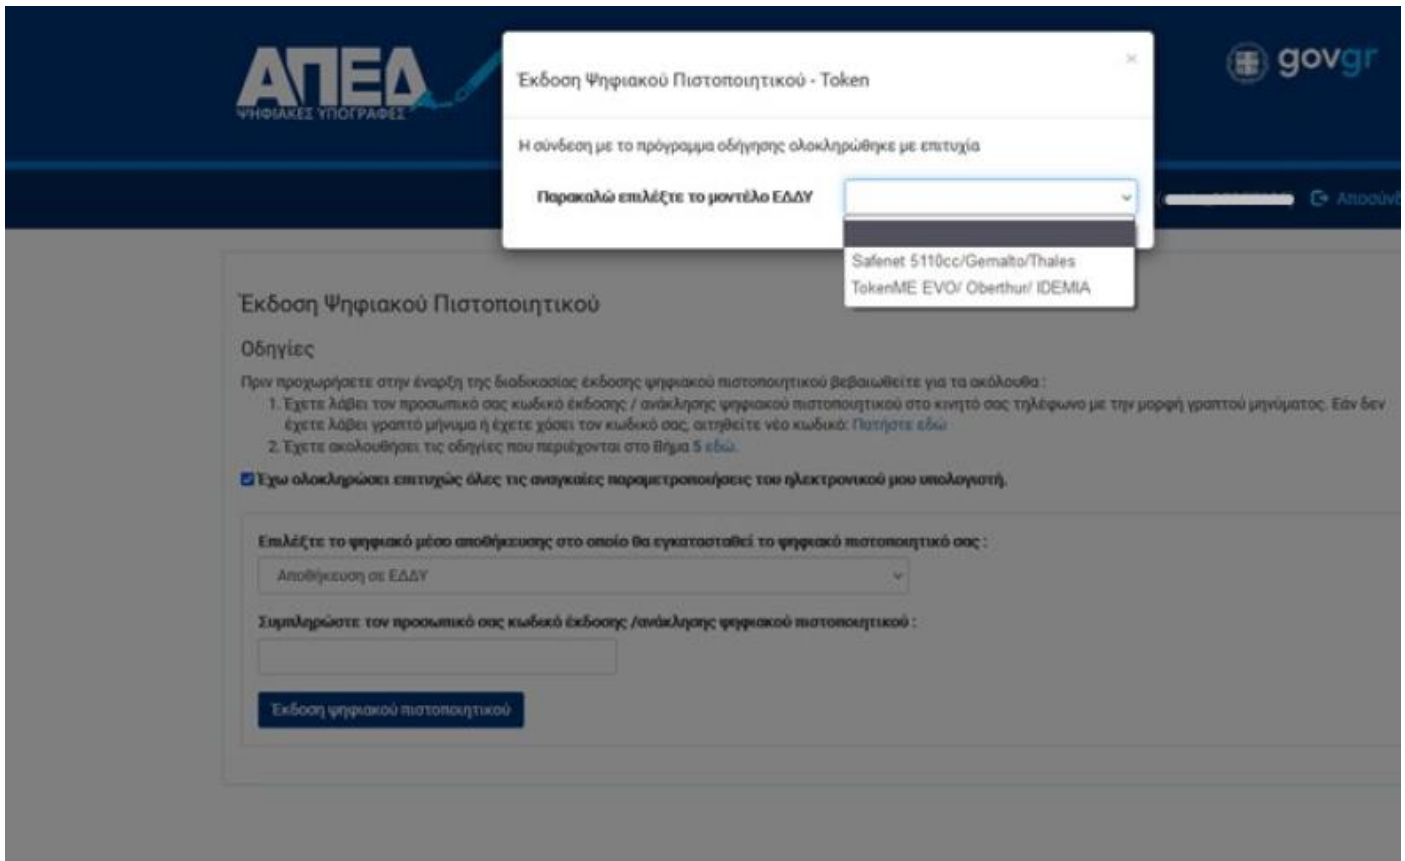 ΑΠΕΔ
ΨΗΦΙΑΚΕΣ ΥΠΟΓΡΑΦΕΣ
govgr
Έκδοση Ψηφιακού Πιστοποιητικού - Token
×
Η σύνδεση με το πρόγραμμα οδήγησης ολοκληρώθηκε με επιτυχία
Παρακαλώ επιλέξτε το μοντέλο ΕΔΔΥ
Αποσύνδ
Safenet 5110cc/Gemalto/Thales
TokenME EVO/ Oberthur/ IDEMIA
Έκδοση Ψηφιακού Πιστοποιητικού
Οδηγίες
Πριν προχωρήσετε στην έναρξη της διαδικασίας έκδοσης ψηφιακού πιστοποιητικού βεβαιωθείτε για τα ακόλουθα :
1. Έχετε λάβει τον προσωπικό σας κωδικό έκδοσης / ανάκλησης ψηφιακού πιστοποιητικού στο κινητό σας τηλέφωνο με την μορφή γραπτού μηνύματος. Εάν δεν
έχετε λάβει γραπτό μήνυμα ή έχετε χάσει τον κωδικό σας, αιτηθείτε νέο κωδικό: Πατήστε εδώ
2. Έχετε ακολουθήσει τις οδηγίες που περιέχονται στο Βήμα 5 εδώ.
Έχω ολοκληρώσει επιτυχώς όλες τις αναγκαίες παραμετροποιήσεις του ηλεκτρονικού μου υπολογιστή.
Επιλέξτε το ψηφιακό μέσο αποθήκευσης στο οποίο θα εγκατασταθεί το ψηφιακό πιστοποιητικό σας :
Αποθήκευση σε ΕΔΔΥ
Συμπληρώστε τον προσωπικό σας κωδικό έκδοσης /ανάκλησης ψηφιακού πιστοποιητικού :
Έκδοση ψηφιακού πιστοποιητικού